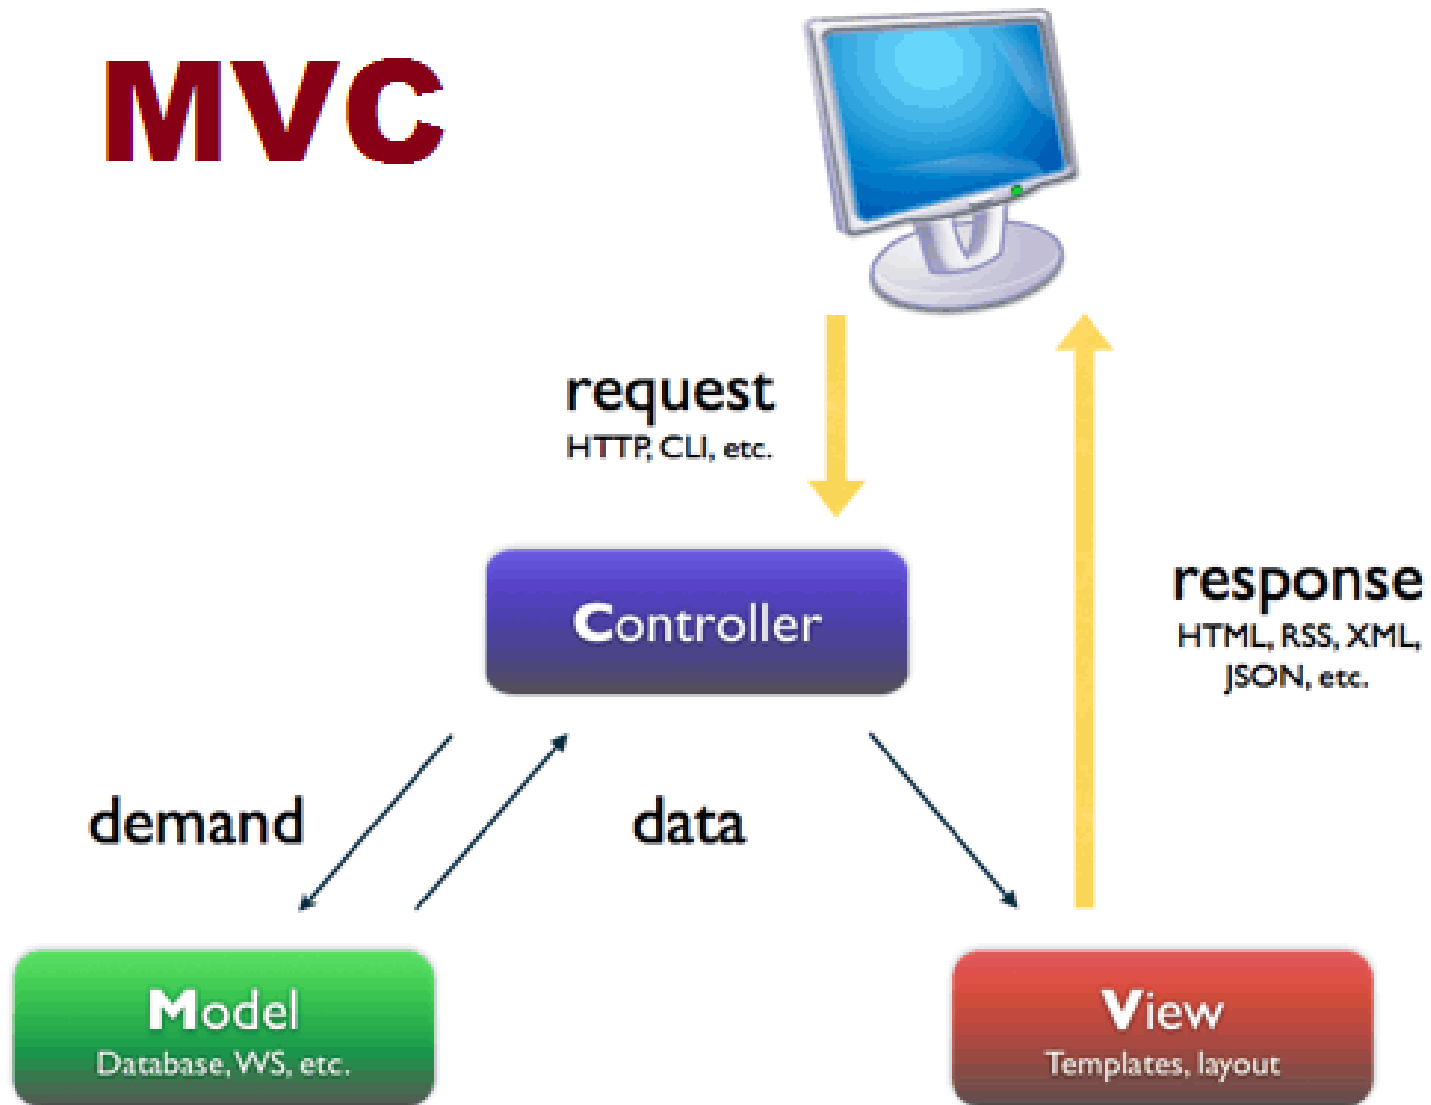 MVC
request
HTTP, CLI, etc.
Controller
response
HTML, RSS, XML,
JSON, etc.
demand
data
Model
Database, WS, etc.
View
Templates, layout